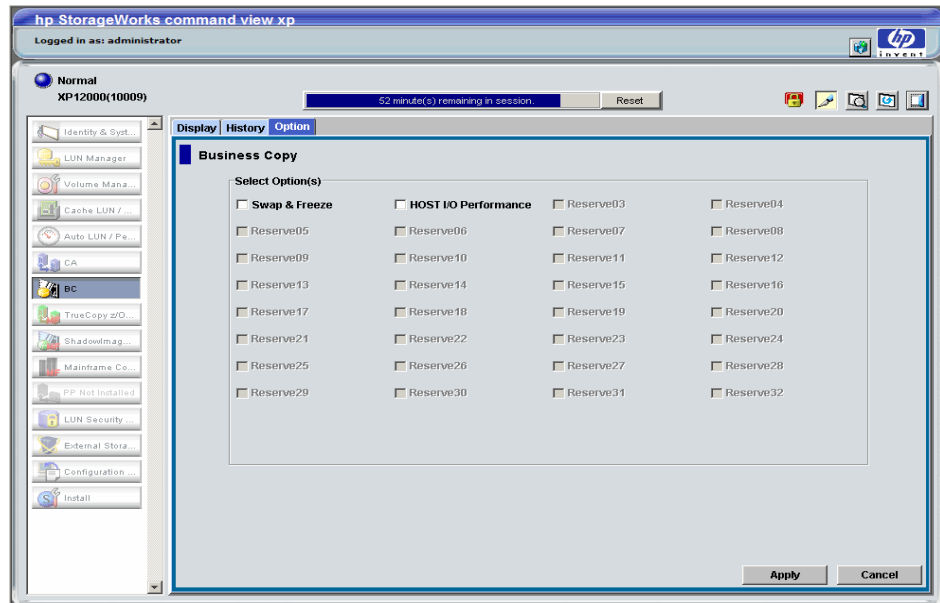 hp StorageWorks command view xp
Logged in as: administrator
hp
invent
Normal
XP12000(10009)
52 minute(s) remaining in session.
Reset
Identity & Syst...
LUN Manager
Volume Mana...
Cache LUN / ...
Auto LUN / Pe...
CA
BC
TrueCopy z/O...
ShadowImag...
Mainframe Co...
PP Not Installed
LUN Security ...
External Stora...
Configuration ...
Install
Display History Option
Business Copy
Select Option(s)
Swap & Freeze HOST I/O Performance Reserve03 Reserve04
Reserve05 Reserve06 Reserve07 Reserve08
Reserve09 Reserve10 Reserve11 Reserve12
Reserve13 Reserve14 Reserve15 Reserve16
Reserve17 Reserve18 Reserve19 Reserve20
Reserve21 Reserve22 Reserve23 Reserve24
Reserve25 Reserve26 Reserve27 Reserve28
Reserve29 Reserve30 Reserve31 Reserve32
Apply Cancel